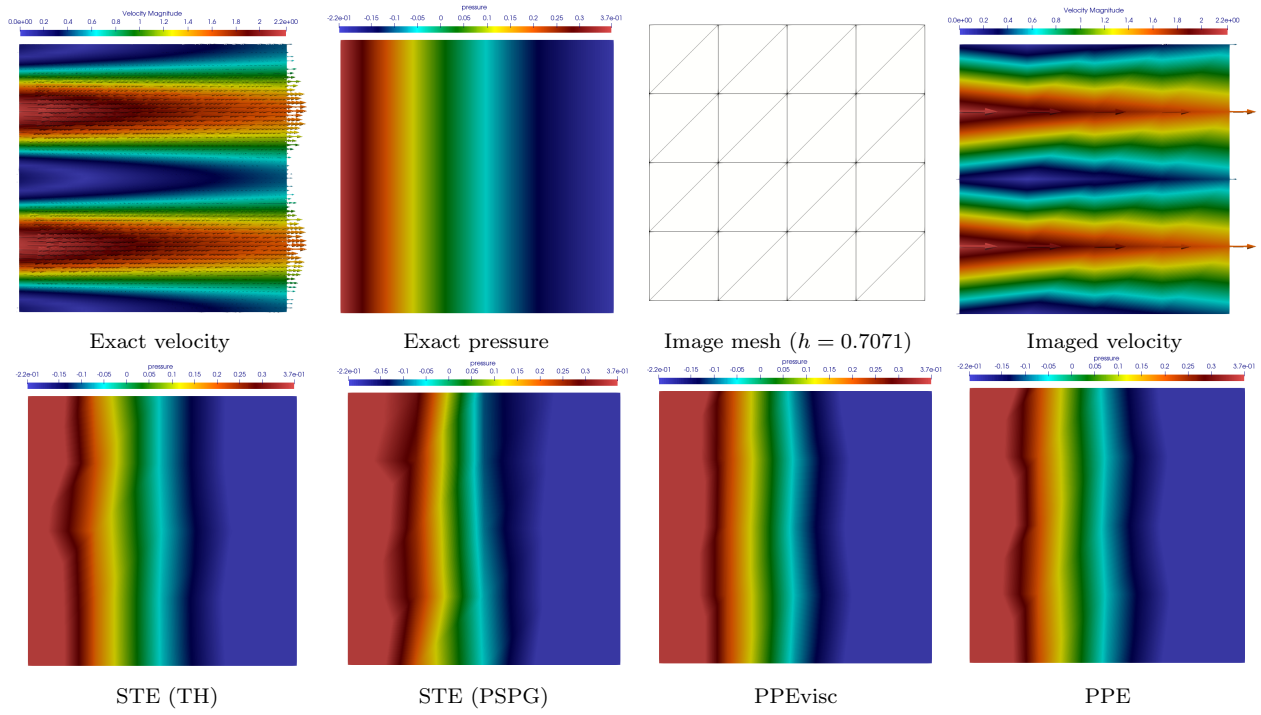 Velocity Magnitude
0.0e+00 0.2 0.4 0.6 0.8 1 1.2 1.4 1.6 1.8 2.2e+00
pressure
-2.2e-01 -0.15 -0.1 -0.05 0 0.05 0.1 0.15 0.2 0.25 0.3 3.7e-01
Velocity Magnitude
0.0e+00 0.2 0.4 0.6 0.8 1 1.2 1.4 1.6 1.8 2.2e+00
Exact velocity
Exact pressure
Image mesh (h = 0.7071)
Imaged velocity
pressure
-2.2e-01 -0.15 -0.1 -0.05 0 0.05 0.1 0.15 0.2 0.25 0.3 3.7e-01
pressure
-2.2e-01 -0.15 -0.1 -0.05 0 0.05 0.1 0.15 0.2 0.25 0.3 3.7e-01
pressure
-2.2e-01 -0.15 -0.1 -0.05 0 0.05 0.1 0.15 0.2 0.25 0.3 3.7e-01
pressure
-2.2e-01 -0.15 -0.1 -0.05 0 0.05 0.1 0.15 0.2 0.25 0.3 3.7e-01
STE (TH)
STE (PSPG)
PPEvisc
PPE